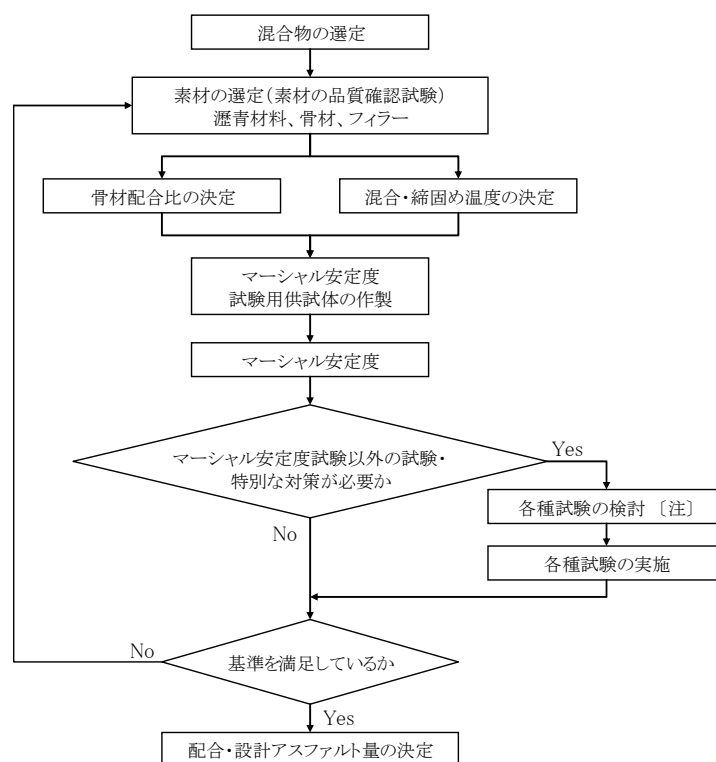 混合物の選定
素材の選定(素材の品質確認試験)
瀝青材料、骨材、フィラー
骨材配合比の決定
混合・締固め温度の決定
マーシャル安定度
試験用供試体の作製
マーシャル安定度
マーシャル安定度試験以外の試験・
特別な対策が必要か
Yes
No
各種試験の検討 〔注〕
各種試験の実施
No
基準を満足しているか
Yes
配合・設計アスファルト量の決定